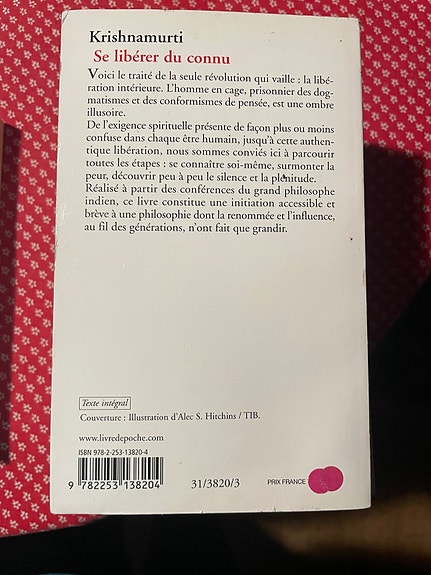 Krishnamurti
Se libérer du connu
Voici le traité de la seule révolution qui vaille : la libé-
ration intérieure. L'homme en cage, prisonnier des dog-
matismes et des conformismes de pensée, est une ombre
illusoire.
De l'exigence spirituelle présente de façon plus ou moins
confuse dans chaque être humain, jusqu'à cette authen-
tique libération, nous sommes conviés ici à parcourir
toutes les étapes : se connaître soi-même, surmonter la
peur, découvrir peu à peu le silence et la plénitude.
Réalisé à partir des conférences du grand philosophe
indien, ce livre constitue une initiation accessible et
brève à une philosophie dont la renommée et l'influence,
au fil des générations, n'ont fait que grandir.
Texte intégral
Couverture : Illustration d'Alec S. Hitchins / TIB.
www.livredepoche.com
ISBN 978-2-253-13820-4
9 782253 138204
31/3820/3
PRIX FRANCE